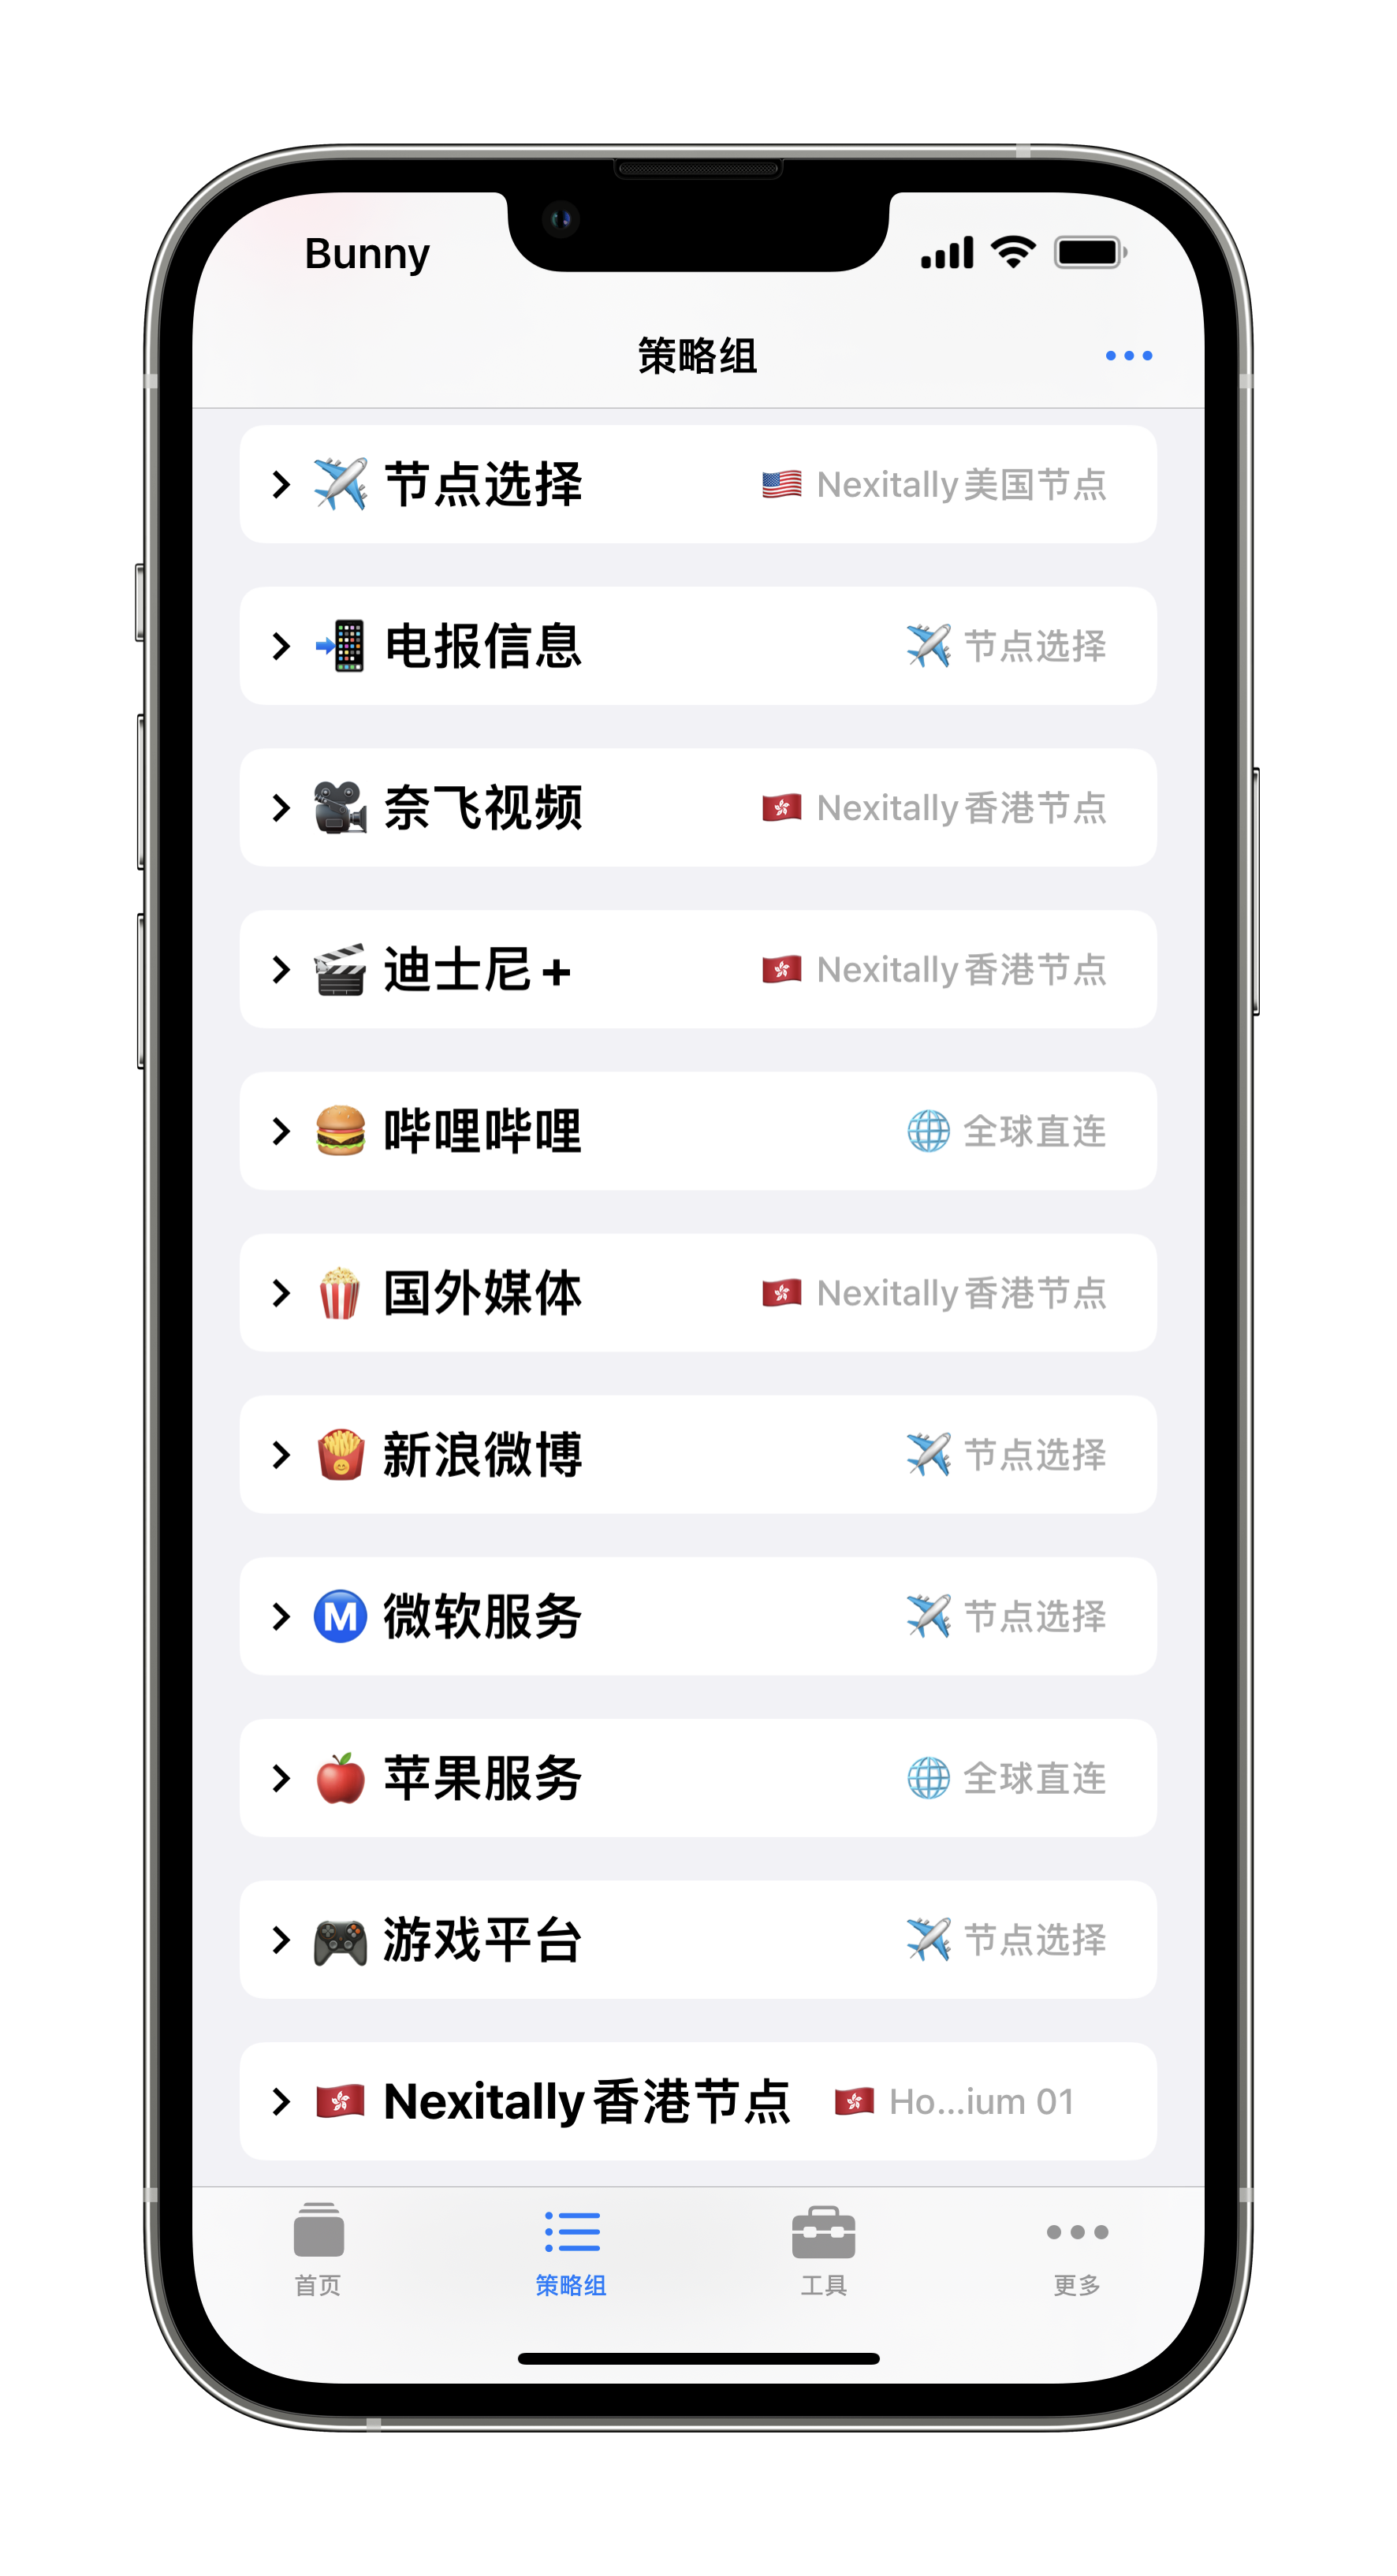 Bunny
策略组
节点选择 Nexitally美国节点
电报信息 节点选择
奈飞视频 Nexitally香港节点
迪士尼+ Nexitally香港节点
哔哩哔哩 全球直连
国外媒体 Nexitally香港节点
新浪微博 节点选择
M 微软服务 节点选择
苹果服务 全球直连
游戏平台 节点选择
Nexitally香港节点 Ho...ium 01
首页 策略组 工具 更多